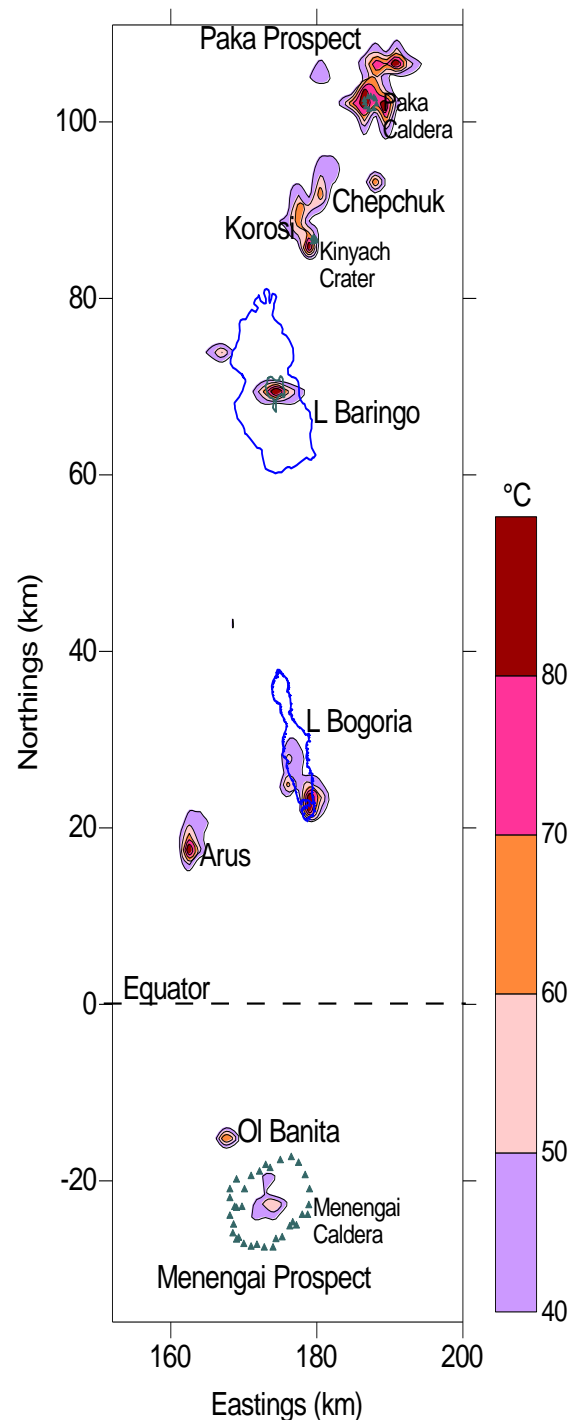 Paka Prospect
100
Paka
Caldera
Chepchuk
Korosi
Kinyach
Crater
80
L Baringo
60
°C
Northings (km)
40
80
L Bogoria
70
20
Arus
60
Equator
0
50
Ol Banita
-20
Menengai
Caldera
Menengai Prospect
40
160
180
200
Eastings (km)